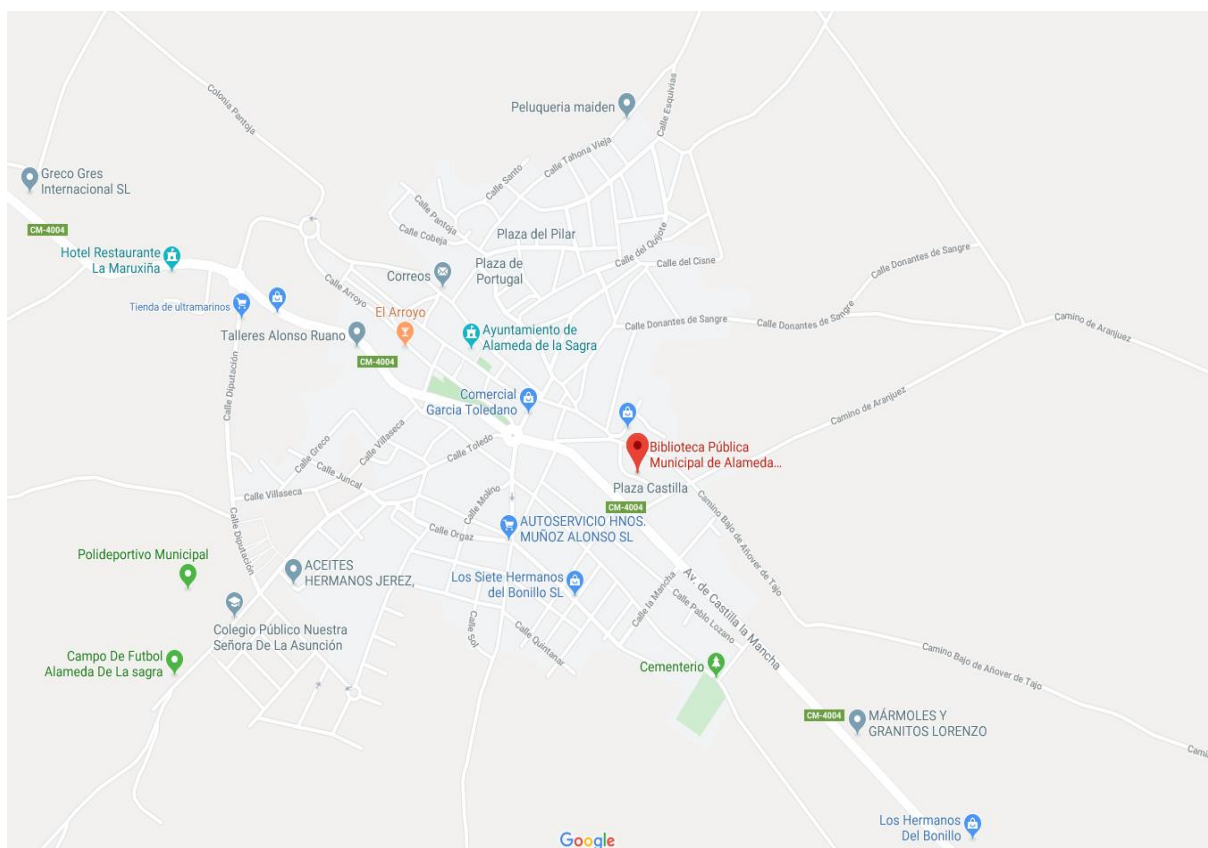 Peluqueria maiden
Calle Esquivias
Colonia Pantoja
Calle Tahona Vieja
Greco Gres
Internacional SL
Calle Santo
Calle Pantoja
CM-4004
Calle Cobeja
Plaza del Pilar
Calle del Quijote
Hotel Restaurante
La Maruxiña
Correos
Plaza de
Portugal
Calle del Cisne
Calle Donantes de Sangre
Calle Arroyo
Tienda de ultramarinos
El Arroyo
Talleres Alonso Ruano
Ayuntamiento de
Alameda de la Sagra
Calle Donantes de Sangre
Calle Donantes de Sangre
Camino de Aranjuez
CM-4004
Calle Diputación
Comercial
Garcia Toledano
Camino de Aranjuez
Calle Villaseca
Calle Greco
Calle Toledo
Biblioteca Pública
Municipal de Alameda...
Calle Juncal
Plaza Castilla
Calle Villaseca
Calle Molino
CM-4004
Calle Orgaz
AUTOSERVICIO HNOS.
MUÑOZ ALONSO SL
Camino Bajo de Añover de Tajo
Calle Diputación
Polideportivo Municipal
ACEITES
HERMANOS JEREZ,
Los Siete Hermanos
del Bonillo SL
Calle la Mancha
Av. de Castilla la Mancha
Calle Pablo Lozano
Colegio Público Nuestra
Señora De La Asunción
Calle Sol
Calle Quintanar
Campo De Futbol
Alameda De La sagra
Cementerio
Camino Bajo de Añover de Tajo
CM-4004
MÁRMOLES Y
GRANITOS LORENZO
Cami
Los Hermanos
Del Bonillo
Google